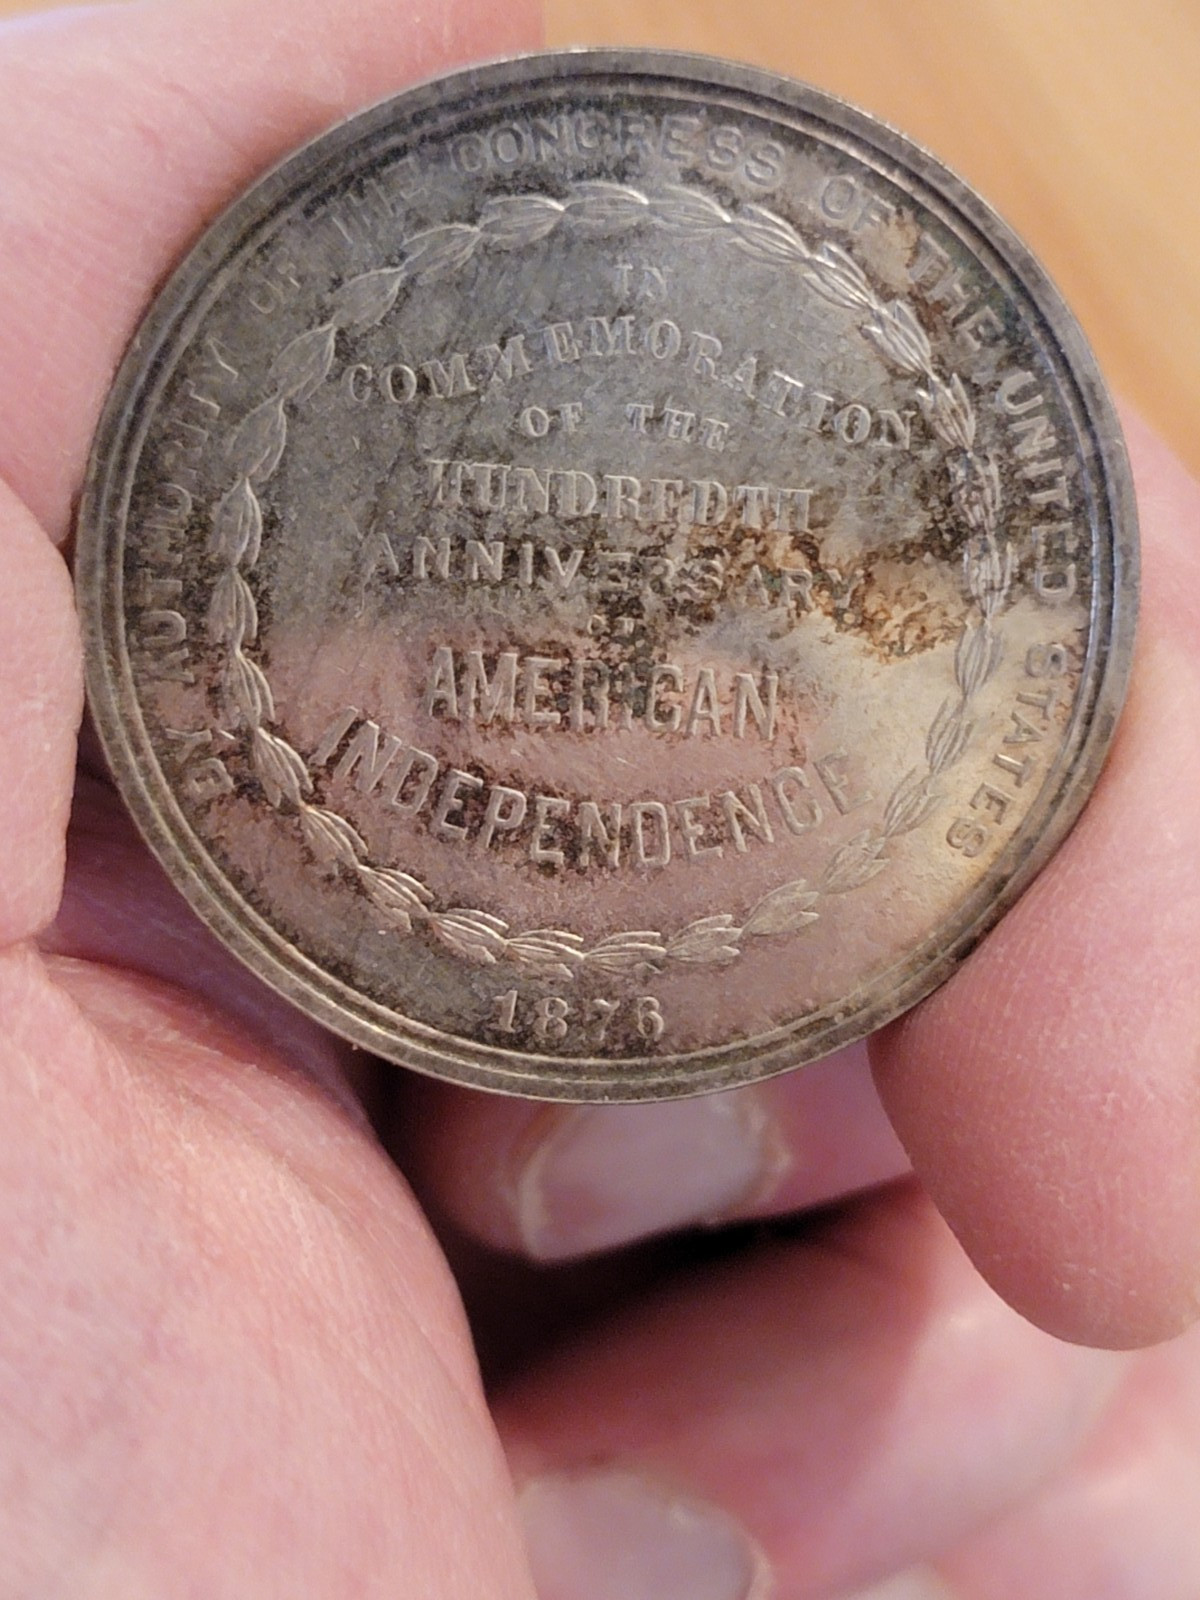 BY AUTHORITY OF THE CONGRESS OF THE UNITED STATES
IN
COMMEMORATION
OF THE
HUNDREDTH
ANNIVERSARY
OF
AMERICAN
INDEPENDENCE
1876